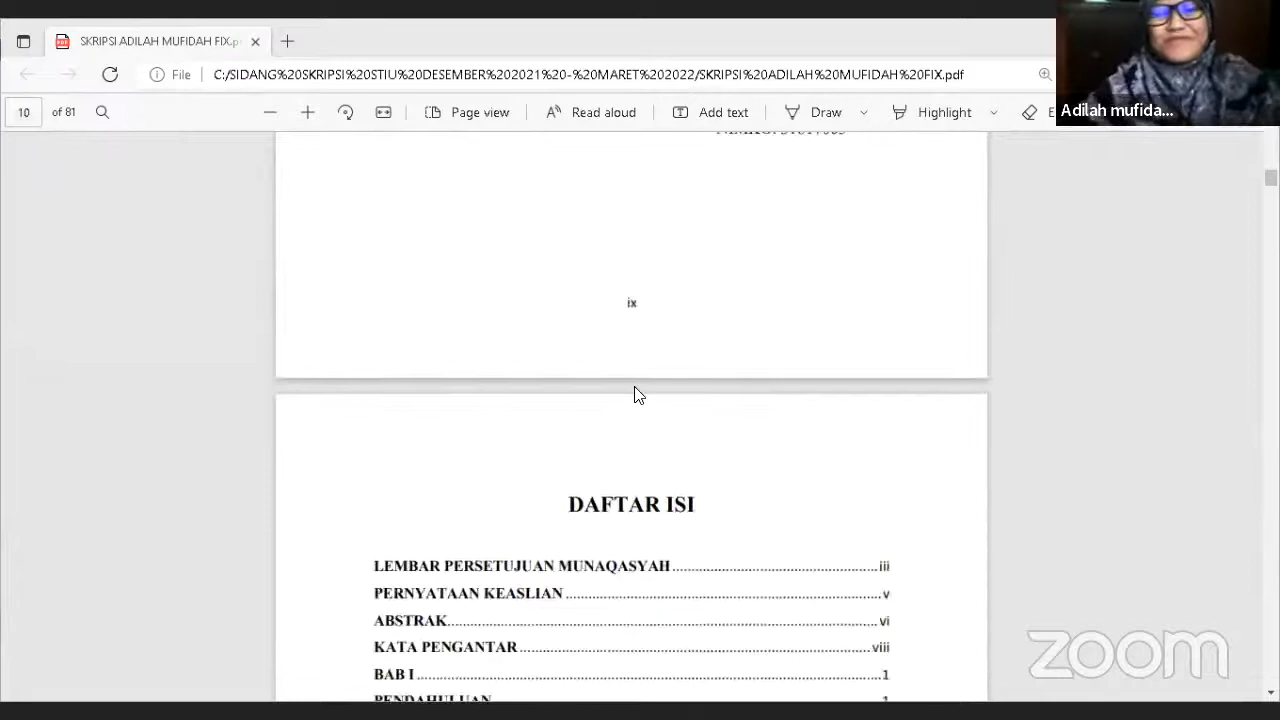 SKRIPSI ADILAH MUFIDAH FIX.p
File
C:/SIDANG%20SKRIPSI%20STIU%20DESEMBER%202021%20-%20MARET%202022/SKRIPSI%20ADILAH%20MUFIDAH%20FIX.pdf
Adilah mufida...
10 of 81
Page view
Read aloud
Add text
Draw
Highlight
ix
DAFTAR ISI
LEMBAR PERSETUJUAN MUNAQASYAH iii
PERNYATAAN KEASLIAN v
ABSTRAK vi
KATA PENGANTAR viii
BAB I 1
PENDAHULUAN 1
zoom